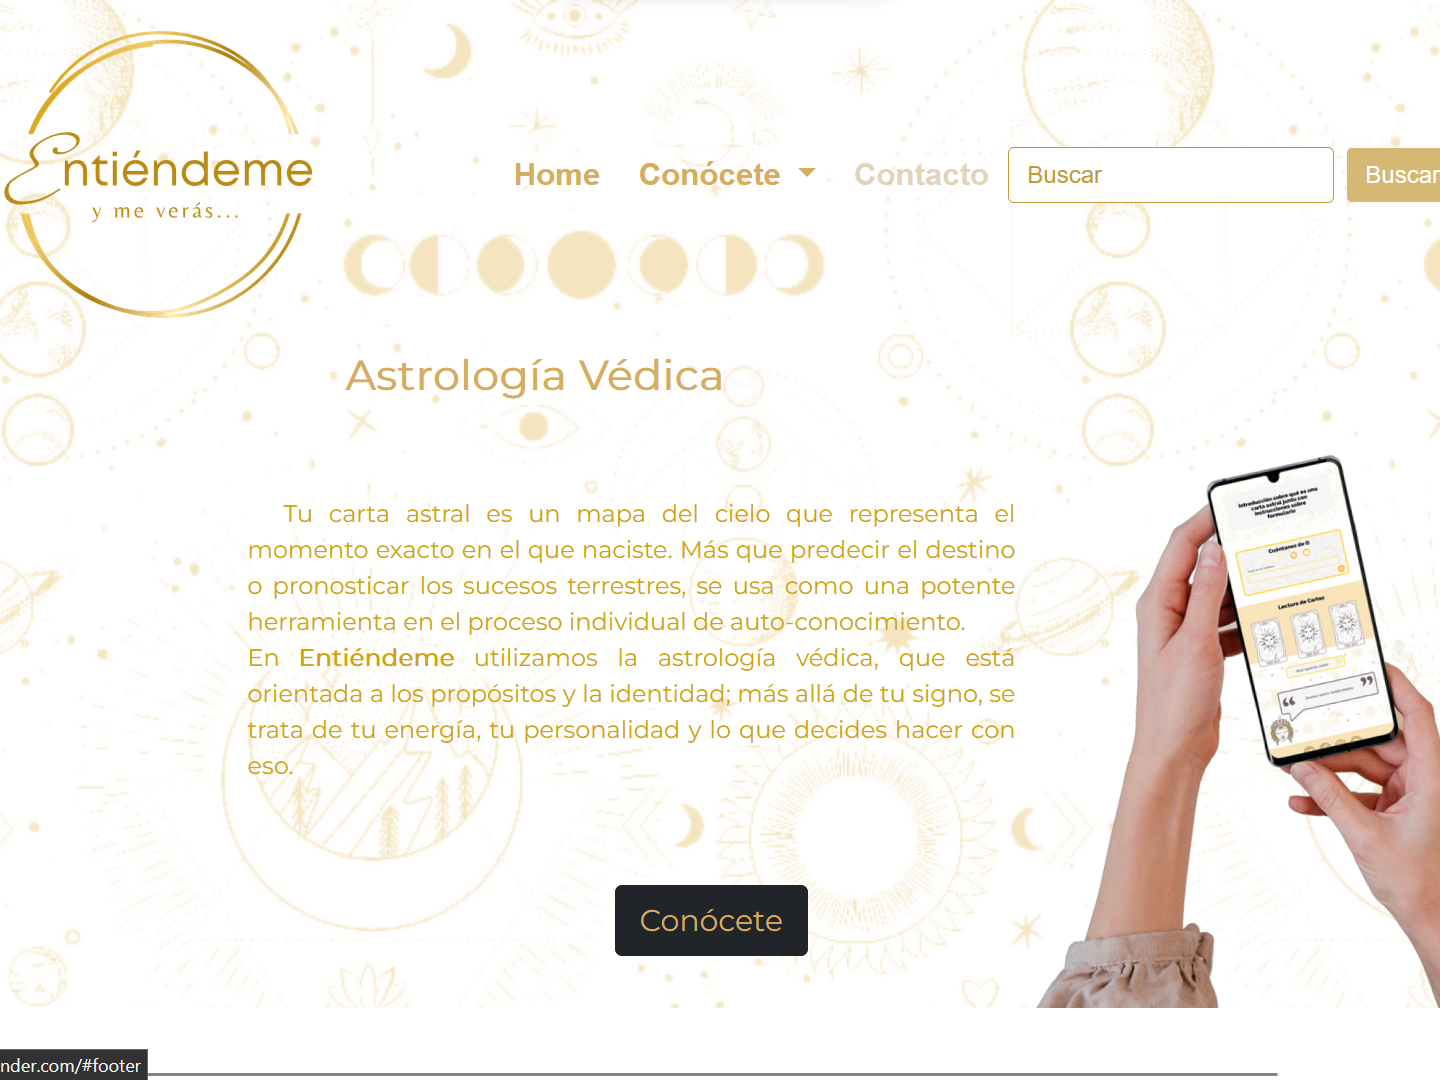 Entiéndeme
y me verás...
Home Conócete Contacto Buscar Buscar
Astrología Védica
Tu carta astral es un mapa del cielo que representa el
momento exacto en el que naciste. Más que predecir el destino
o pronosticar los sucesos terrestres, se usa como una potente
herramienta en el proceso individual de auto-conocimiento.
En Entiéndeme utilizamos la astrología védica, que está
orientada a los propósitos y la identidad; más allá de tu signo, se
trata de tu energía, tu personalidad y lo que decides hacer con
eso.
Introducción sobre qué es una
carta astral junto con
instrucciones sobre
formulario
Cuéntanos de ti
Lectura de Cartas
Conócete
nder.com/#footer